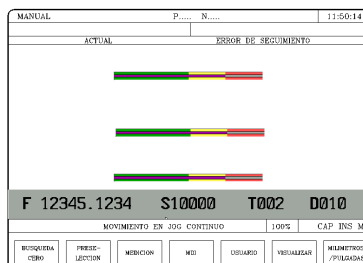 MANUAL P..... N..... 11:50:14
ACTUAL ERROR DE SEGUIMIENTO
F 12345.1234 S10000 T002 D010
MOVIMIENTO EN JOG CONTINUO 100% CAP INS M
BUSQUEDA CERO
PRESE- LECCION
MEDICION
MDI
USUARIO
VISUALIZAR
MILIMETROS /PULGADAS